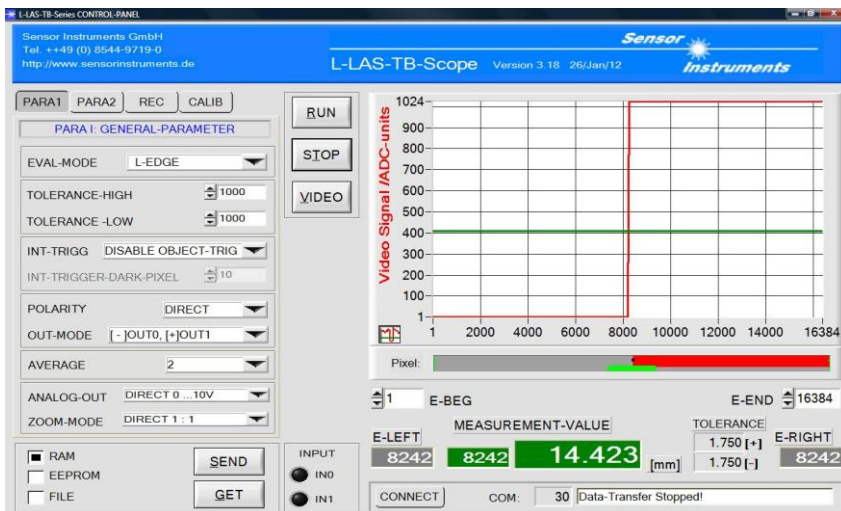 L-LAS-TB-Series CONTROL-PANEL
Sensor Instruments GmbH
Tel. ++49 (0) 8544-9719-0
http://www.sensorinstruments.de
L-LAS-TB-Scope Version 3.18 26/Jan/12
Sensor
Instruments
PARA1 PARA2 REC CALIB
PARA I: GENERAL-PARAMETER
EVAL-MODE L-EDGE
TOLERANCE-HIGH 1000
TOLERANCE -LOW 1000
INT-TRIGG DISABLE OBJECT-TRIG
INT-TRIGGER-DARK-PIXEL 10
POLARITY DIRECT
OUT-MODE [ - ]OUT0, [+]OUT1
AVERAGE 2
ANALOG-OUT DIRECT 0 ...10V
ZOOM-MODE DIRECT 1 : 1
RAM
EEPROM
FILE
SEND
GET
RUN
STOP
VIDEO
INPUT
IN0
IN1
Video Signal /ADC-units
1024
900
800
700
600
500
400
300
200
100
1
1 2000 4000 6000 8000 10000 12000 14000 16384
Pixel:
1 E-BEG
E-END 16384
MEASUREMENT-VALUE
TOLERANCE
E-LEFT
8242
8242
14.423 [mm]
1.750 [+]
1.750 [-]
E-RIGHT
8242
CONNECT COM: 30 Data-Transfer Stopped!